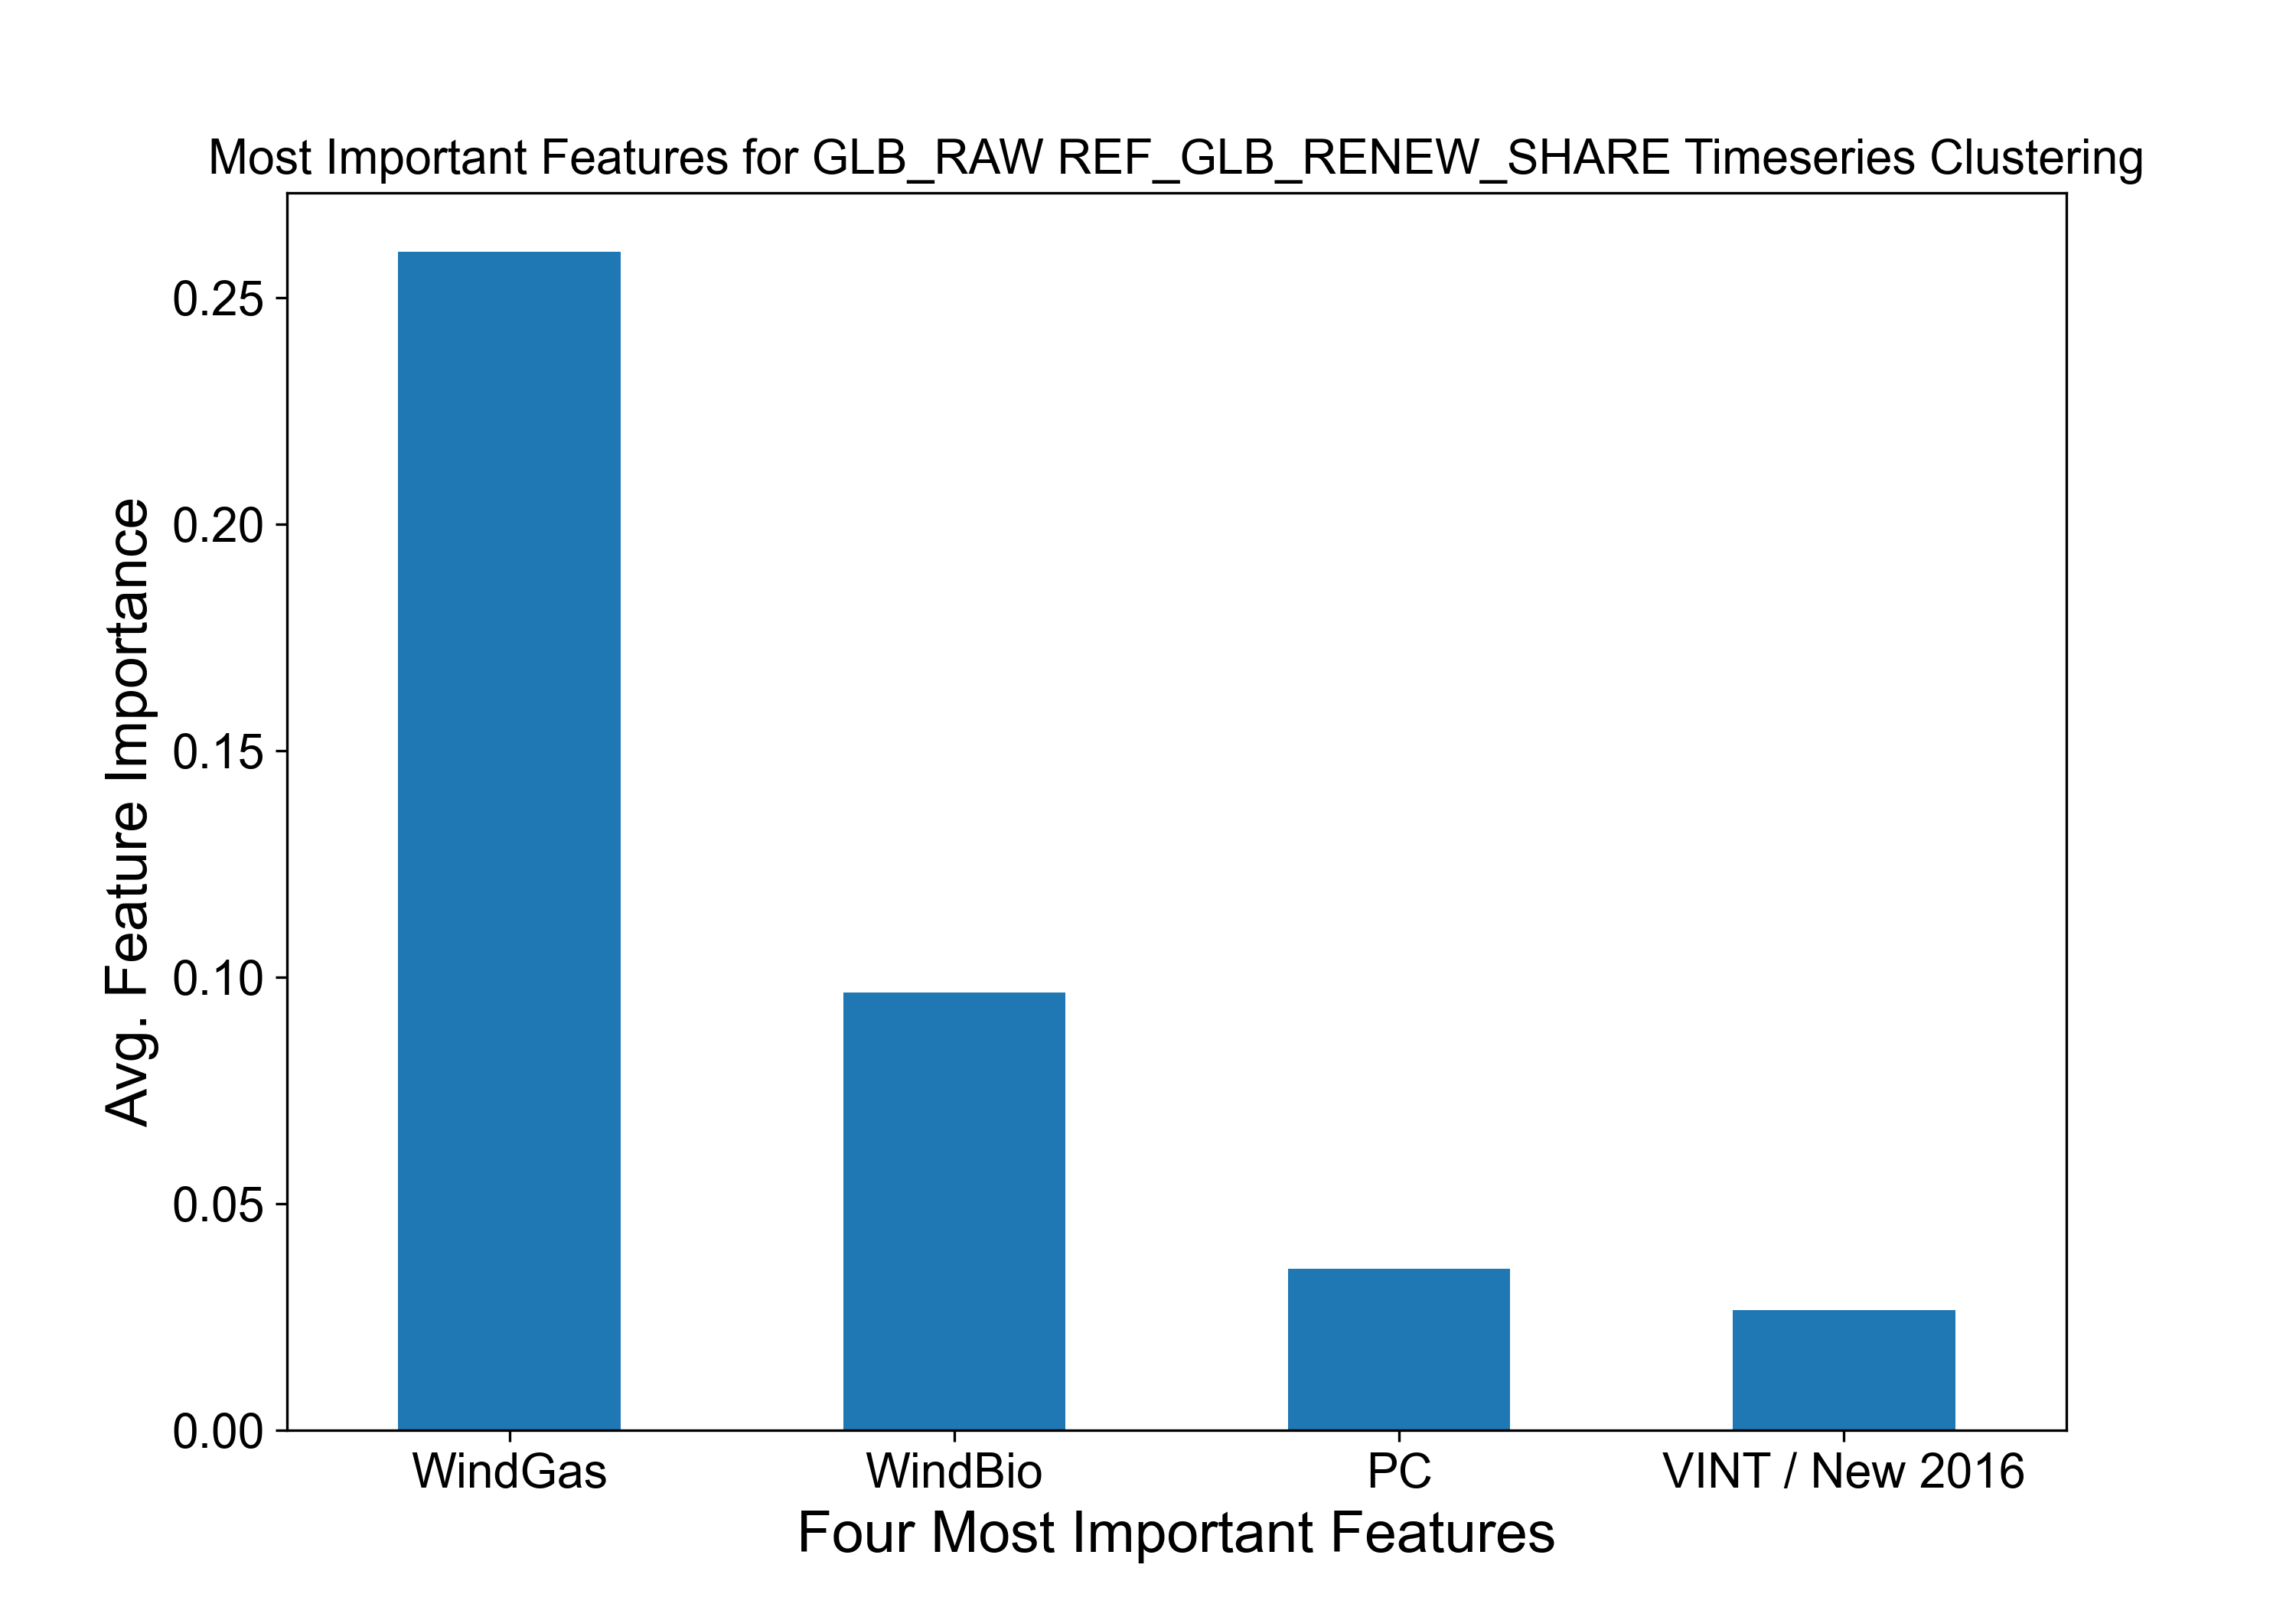 Most Important Features for GLB_RAW REF_GLB_RENEW_SHARE Timeseries Clustering
Avg. Feature Importance
0.25
0.20
0.15
0.10
0.05
0.00
WindGas WindBio PC VINT / New 2016
Four Most Important Features